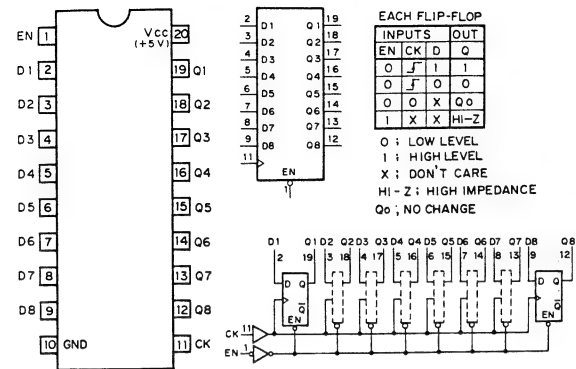 EN 1
Vcc 20
(+5V)
D1 2
19 Q1
D2 3
18 Q2
D3 4
17 Q3
D4 5
16 Q4
D5 6
15 Q5
D6 7
14 Q6
D7 8
13 Q7
D8 9
12 Q8
10 GND
11 CK
2 D1 Q1 19
3 D2 Q2 18
4 D3 Q3 17
5 D4 Q4 16
6 D5 Q5 15
7 D6 Q6 14
8 D7 Q7 13
9 D8 Q8 12
11
EN
1
EACH FLIP-FLOP
INPUTS OUT
EN CK D Q
0 1 1
0 0 0
0 0 X Qo
1 X X HI-Z
0 ; LOW LEVEL
1 ; HIGH LEVEL
X ; DON'T CARE
HI-Z ; HIGH IMPEDANCE
Qo ; NO CHANGE
D1 Q1 D2 Q2 D3 Q3 D4 Q4 D5 Q5 D6 Q6 D7 Q7 D8 Q8
2 19 3 18 4 17 5 16 6 15 7 14 8 13 9 12
D Q
Q̅
EN
D Q
Q̅
EN
CK 11
EN 1